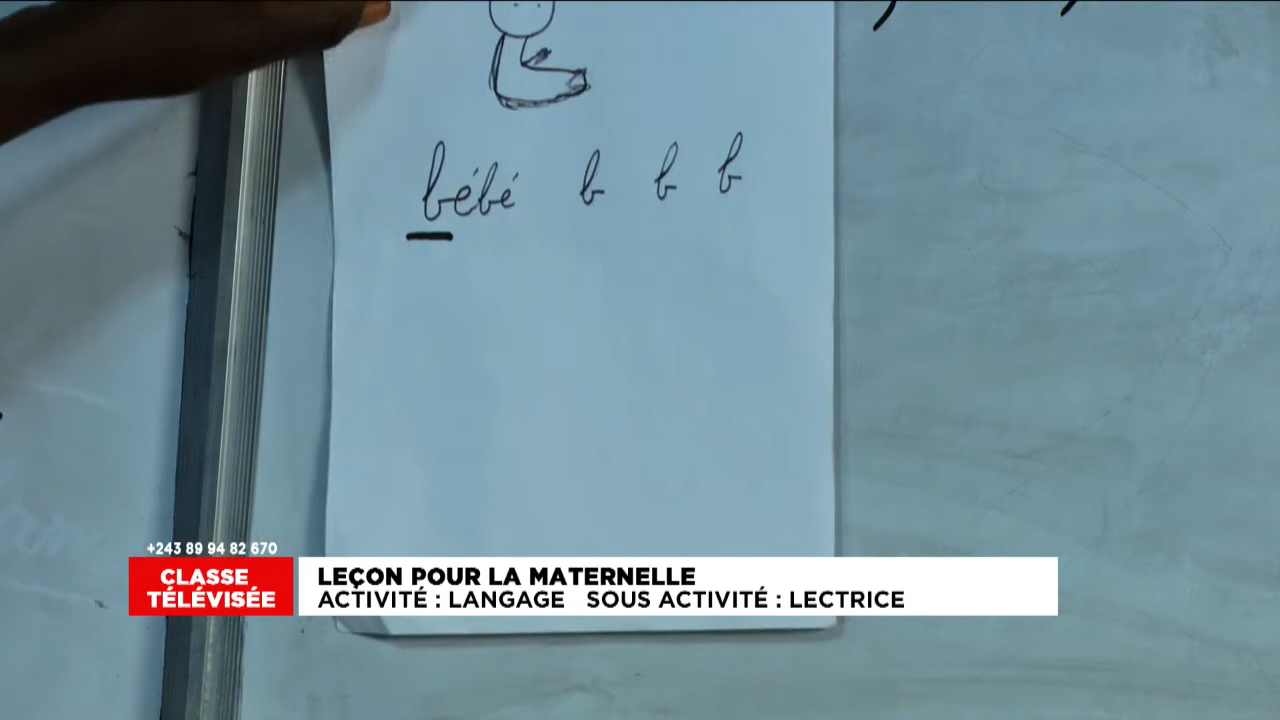 bébé b b b
+243 89 94 82 670
CLASSE
TÉLÉVISÉE
LEÇON POUR LA MATERNELLE
ACTIVITÉ : LANGAGE SOUS ACTIVITÉ : LECTRICE